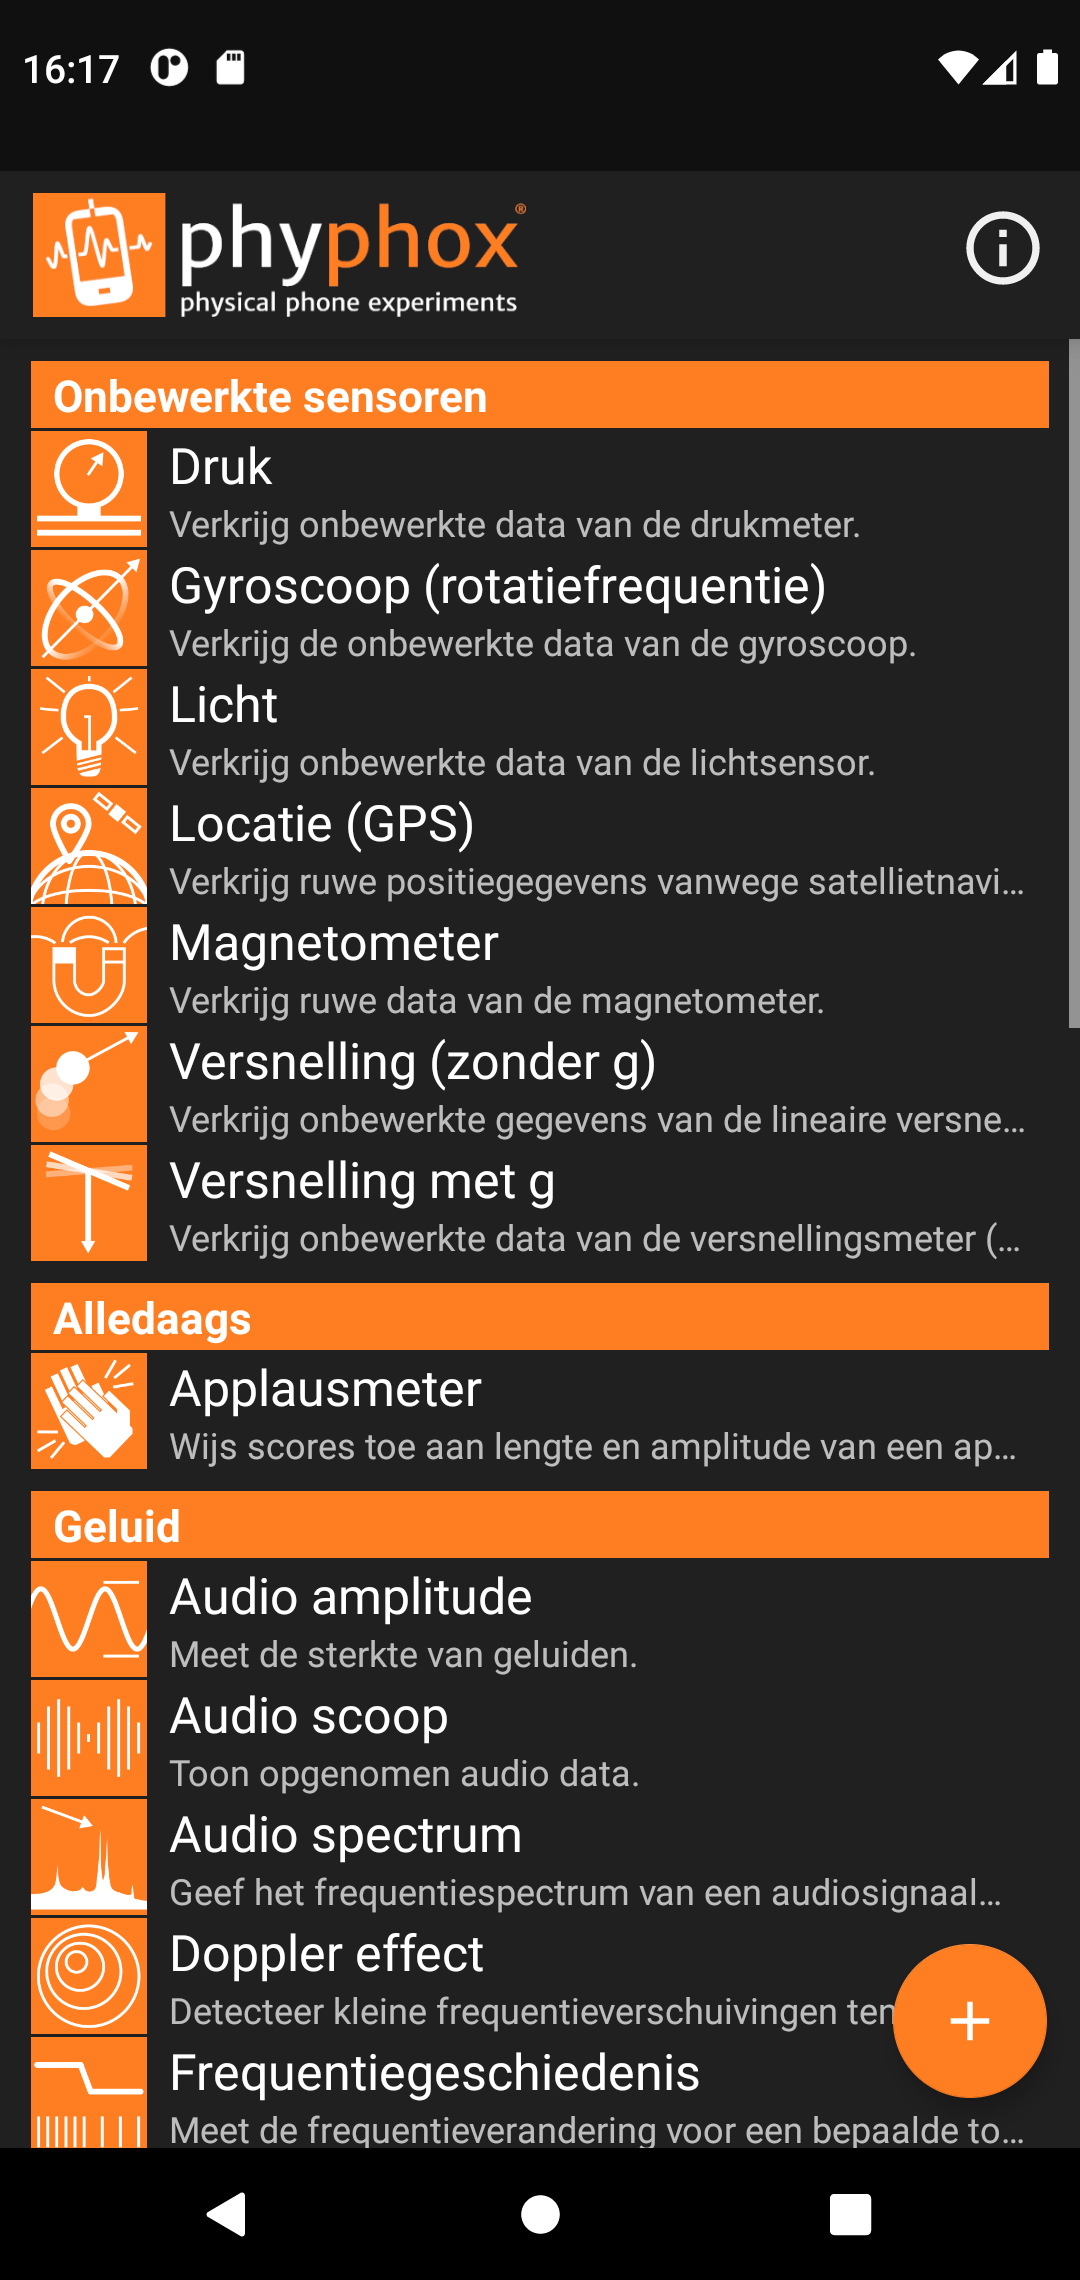 16:17
phyphox®
physical phone experiments
Onbewerkte sensoren
Druk
Verkrijg onbewerkte data van de drukmeter.
Gyroscoop (rotatiefrequentie)
Verkrijg de onbewerkte data van de gyroscoop.
Licht
Verkrijg onbewerkte data van de lichtsensor.
Locatie (GPS)
Verkrijg ruwe positiegegevens vanwege satellietnavi…
Magnetometer
Verkrijg ruwe data van de magnetometer.
Versnelling (zonder g)
Verkrijg onbewerkte gegevens van de lineaire versne…
Versnelling met g
Verkrijg onbewerkte data van de versnellingsmeter (…
Alledaags
Applausmeter
Wijs scores toe aan lengte en amplitude van een ap…
Geluid
Audio amplitude
Meet de sterkte van geluiden.
Audio scoop
Toon opgenomen audio data.
Audio spectrum
Geef het frequentiespectrum van een audiosignaal…
Doppler effect
Detecteer kleine frequentieverschuivingen ten
Frequentiegeschiedenis
Meet de frequentieverandering voor een bepaalde to…